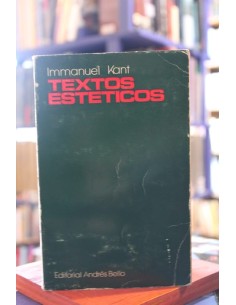 Immanuel Kant
TEXTOS
ESTETICOS
Editorial Andrés Bello